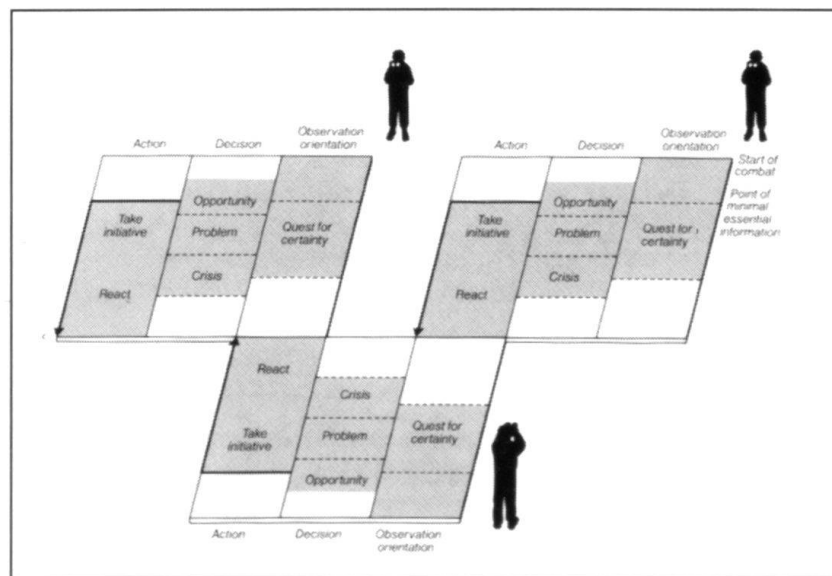 Action
Decision
Observation
orientation
Opportunity
Take
initiative
Problem
Quest for
certainty
Crisis
React
Action
Decision
Observation
orientation
Start of
combat
Point of
minimal
essential
information
Opportunity
Take
initiative
Problem
Quest for
certainty
Crisis
React
React
Crisis
Take
initiative
Problem
Quest for
certainty
Opportunity
Action
Decision
Observation
orientation